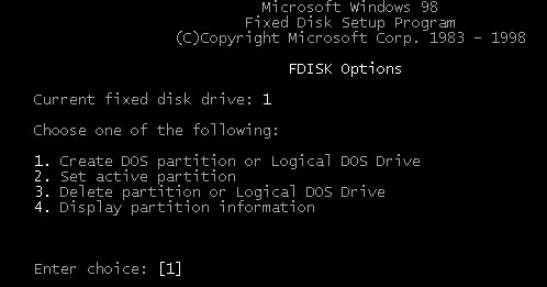 Microsoft Windows 98
Fixed Disk Setup Program
(C)Copyright Microsoft Corp. 1983 - 1998
FDISK Options
Current fixed disk drive: 1
Choose one of the following:
1. Create DOS partition or Logical DOS Drive
2. Set active partition
3. Delete partition or Logical DOS Drive
4. Display partition information
Enter choice: [1]